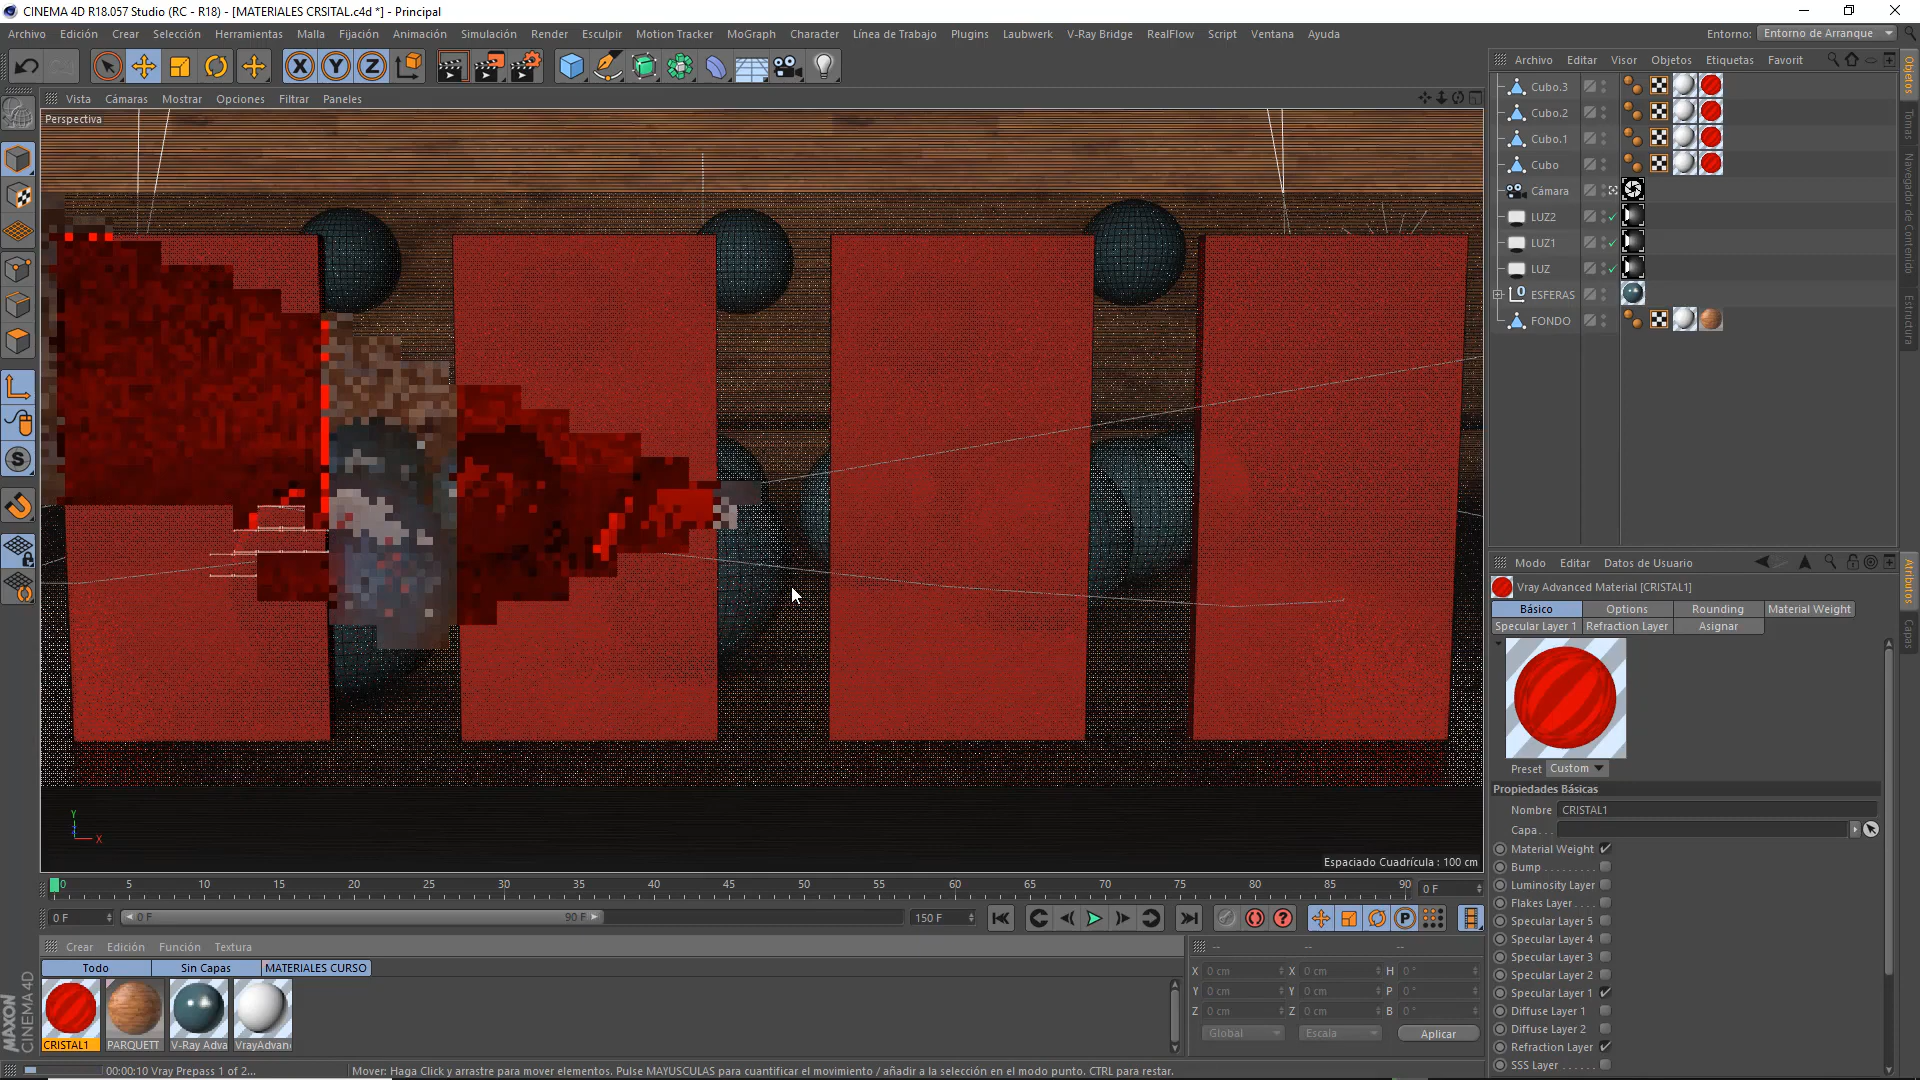 CINEMA 4D R18.057 Studio (RC - R18) - [MATERIALES CRSITAL.c4d *] - Principal
Archivo Edición Crear Selección Herramientas Malla Fijación Animación Simulación Render Esculpir Motion Tracker MoGraph Character Línea de Trabajo Plugins Laubwerk V-Ray Bridge RealFlow Script Ventana Ayuda Entorno: Entorno de Arranque
Vista Cámaras Mostrar Opciones Filtrar Paneles
Perspectiva
Y
X
Espaciado Cuadrícula : 100 cm
0 5 10 15 20 25 30 35 40 45 50 55 60 65 70 75 80 85 90 0 F
0 F 0 F 90 F 150 F
Crear Edición Función Textura
Todo Sin Capas MATERIALES CURSO
CRISTAL1 PARQUETT V-Ray Adva VrayAdvan
MAXON
CINEMA 4D
-- -- --
X 0 cm X 0 cm H 0 °
Y 0 cm Y 0 cm P 0 °
Z 0 cm Z 0 cm B 0 °
Global Escala Aplicar
00:00:10 Vray Prepass 1 of 2...
Mover: Haga Click y arrastre para mover elementos. Pulse MAYUSCULAS para cuantificar el movimiento / añadir a la selección en el modo punto. CTRL para restar.
Archivo Editar Visor Objetos Etiquetas Favorit
Cubo.3
Cubo.2
Cubo.1
Cubo
Cámara
LUZ2
LUZ1
LUZ
ESFERAS
FONDO
Objetos
Tomas
Navegador de Contenido
Estructura
Modo Editar Datos de Usuario
Vray Advanced Material [CRISTAL1]
Básico Options Rounding Material Weight
Specular Layer 1 Refraction Layer Asignar
Preset Custom
Propiedades Básicas
Nombre CRISTAL1
Capa . . .
Material Weight
Bump
Luminosity Layer
Flakes Layer
Specular Layer 5
Specular Layer 4
Specular Layer 3
Specular Layer 2
Specular Layer 1
Diffuse Layer 1
Diffuse Layer 2
Refraction Layer
SSS Layer
Atributos
Capas